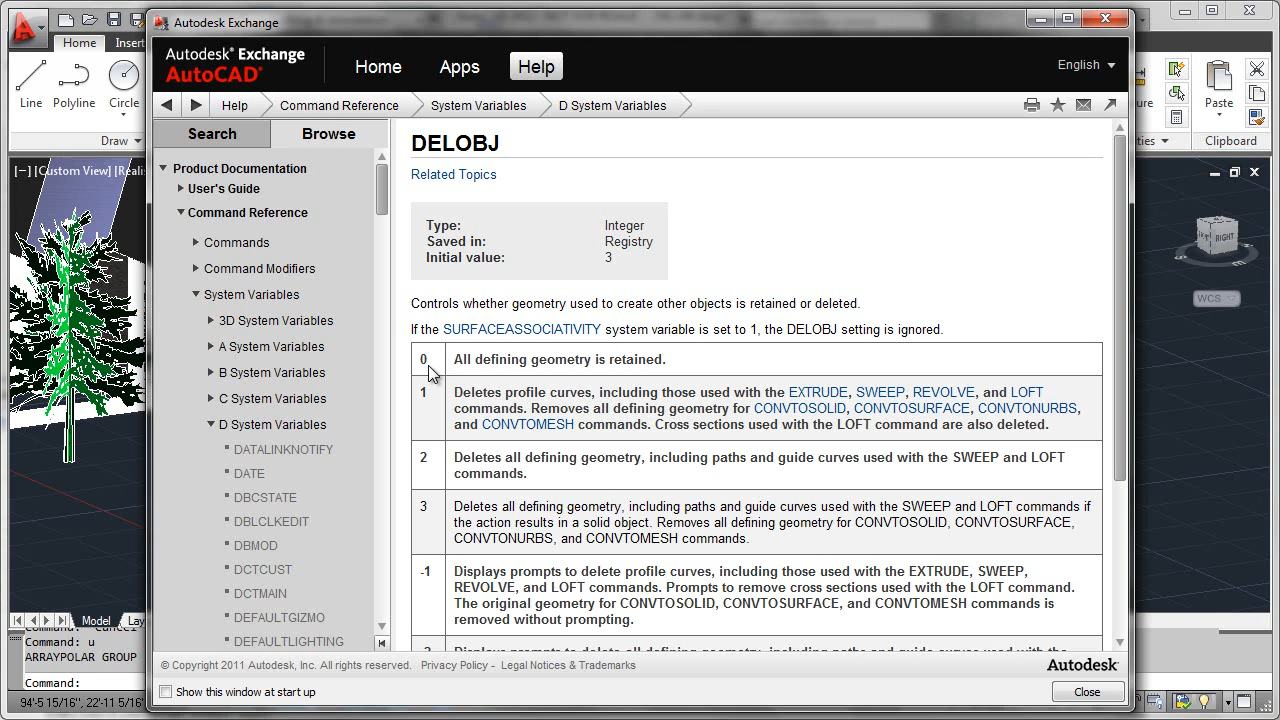 Autodesk Exchange
Home
Insert
Line
Polyline
Circle
Draw
Paste
Clipboard
Autodesk® Exchange
AutoCAD®
Home
Apps
Help
English
Help
Command Reference
System Variables
D System Variables
Search
Browse
Product Documentation
User's Guide
Command Reference
Commands
Command Modifiers
System Variables
3D System Variables
A System Variables
B System Variables
C System Variables
D System Variables
DATALINKNOTIFY
DATE
DBCSTATE
DBLCLKEDIT
DBMOD
DCTCUST
DCTMAIN
DEFAULTGIZMO
DEFAULTLIGHTING
DELOBJ
Related Topics
Type: Integer
Saved in: Registry
Initial value: 3
Controls whether geometry used to create other objects is retained or deleted.
If the SURFACEASSOCIATIVITY system variable is set to 1, the DELOBJ setting is ignored.
0 All defining geometry is retained.
1 Deletes profile curves, including those used with the EXTRUDE, SWEEP, REVOLVE, and LOFT
commands. Removes all defining geometry for CONVTOSOLID, CONVTOSURFACE, CONVTONURBS,
and CONVTOMESH commands. Cross sections used with the LOFT command are also deleted.
2 Deletes all defining geometry, including paths and guide curves used with the SWEEP and LOFT
commands.
3 Deletes all defining geometry, including paths and guide curves used with the SWEEP and LOFT commands if
the action results in a solid object. Removes all defining geometry for CONVTOSOLID, CONVTOSURFACE,
CONVTONURBS, and CONVTOMESH commands.
-1 Displays prompts to delete profile curves, including those used with the EXTRUDE, SWEEP,
REVOLVE, and LOFT commands. Prompts to remove cross sections used with the LOFT command.
The original geometry for CONVTOSOLID, CONVTOSURFACE, and CONVTOMESH commands is
removed without prompting.
© Copyright 2011 Autodesk, Inc. All rights reserved. Privacy Policy - Legal Notices & Trademarks
Autodesk
Show this window at start up
Close
[−] [Custom View] [Realis
RIGHT
WCS
Model
Lay
Command: u
ARRAYPOLAR GROUP
Command:
94'-5 15/16", 22'-11 5/16"